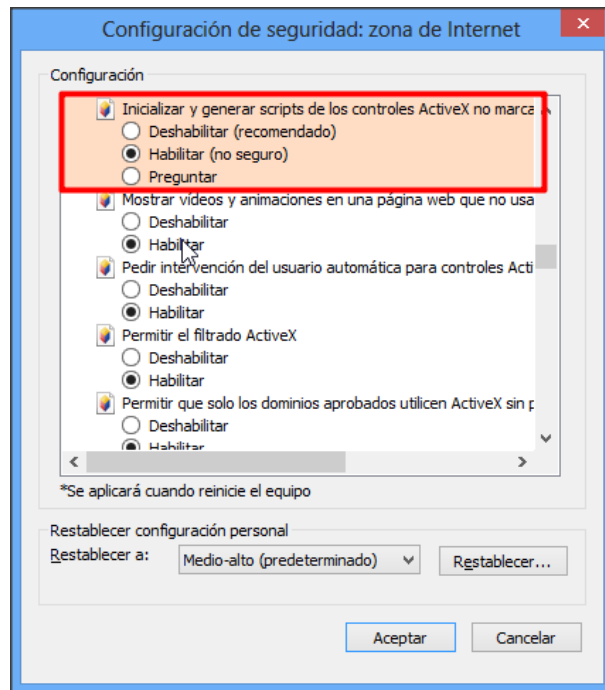 Configuración de seguridad: zona de Internet
Configuración
Inicializar y generar scripts de los controles ActiveX no marca
Deshabilitar (recomendado)
Habilitar (no seguro)
Preguntar
Mostrar vídeos y animaciones en una página web que no usa
Deshabilitar
Habilitar
Pedir intervención del usuario automática para controles Acti
Deshabilitar
Habilitar
Permitir el filtrado ActiveX
Deshabilitar
Habilitar
Permitir que solo los dominios aprobados utilicen ActiveX sin p
Deshabilitar
Habilitar
*Se aplicará cuando reinicie el equipo
Restablecer configuración personal
Restablecer a:
Medio-alto (predeterminado)
Restablecer...
Aceptar
Cancelar